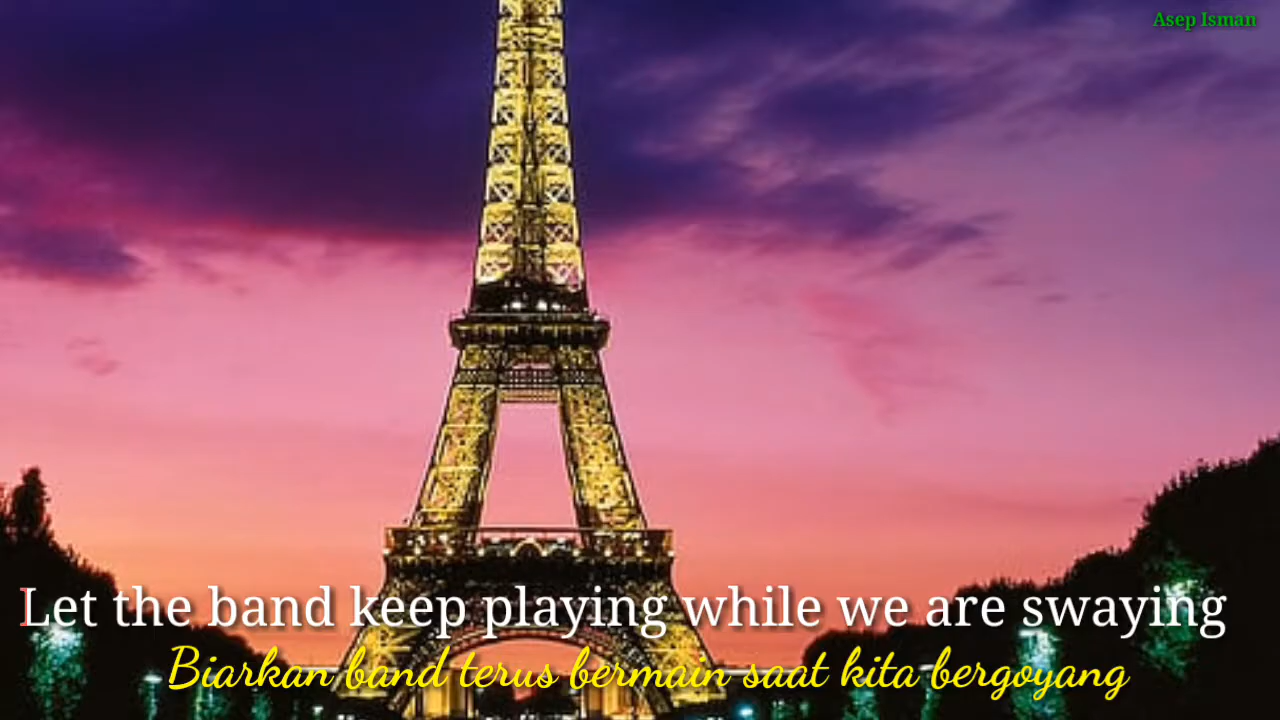 Asep Isman
Let the band keep playing while we are swaying
Biarkan band terus bermain saat kita bergoyang